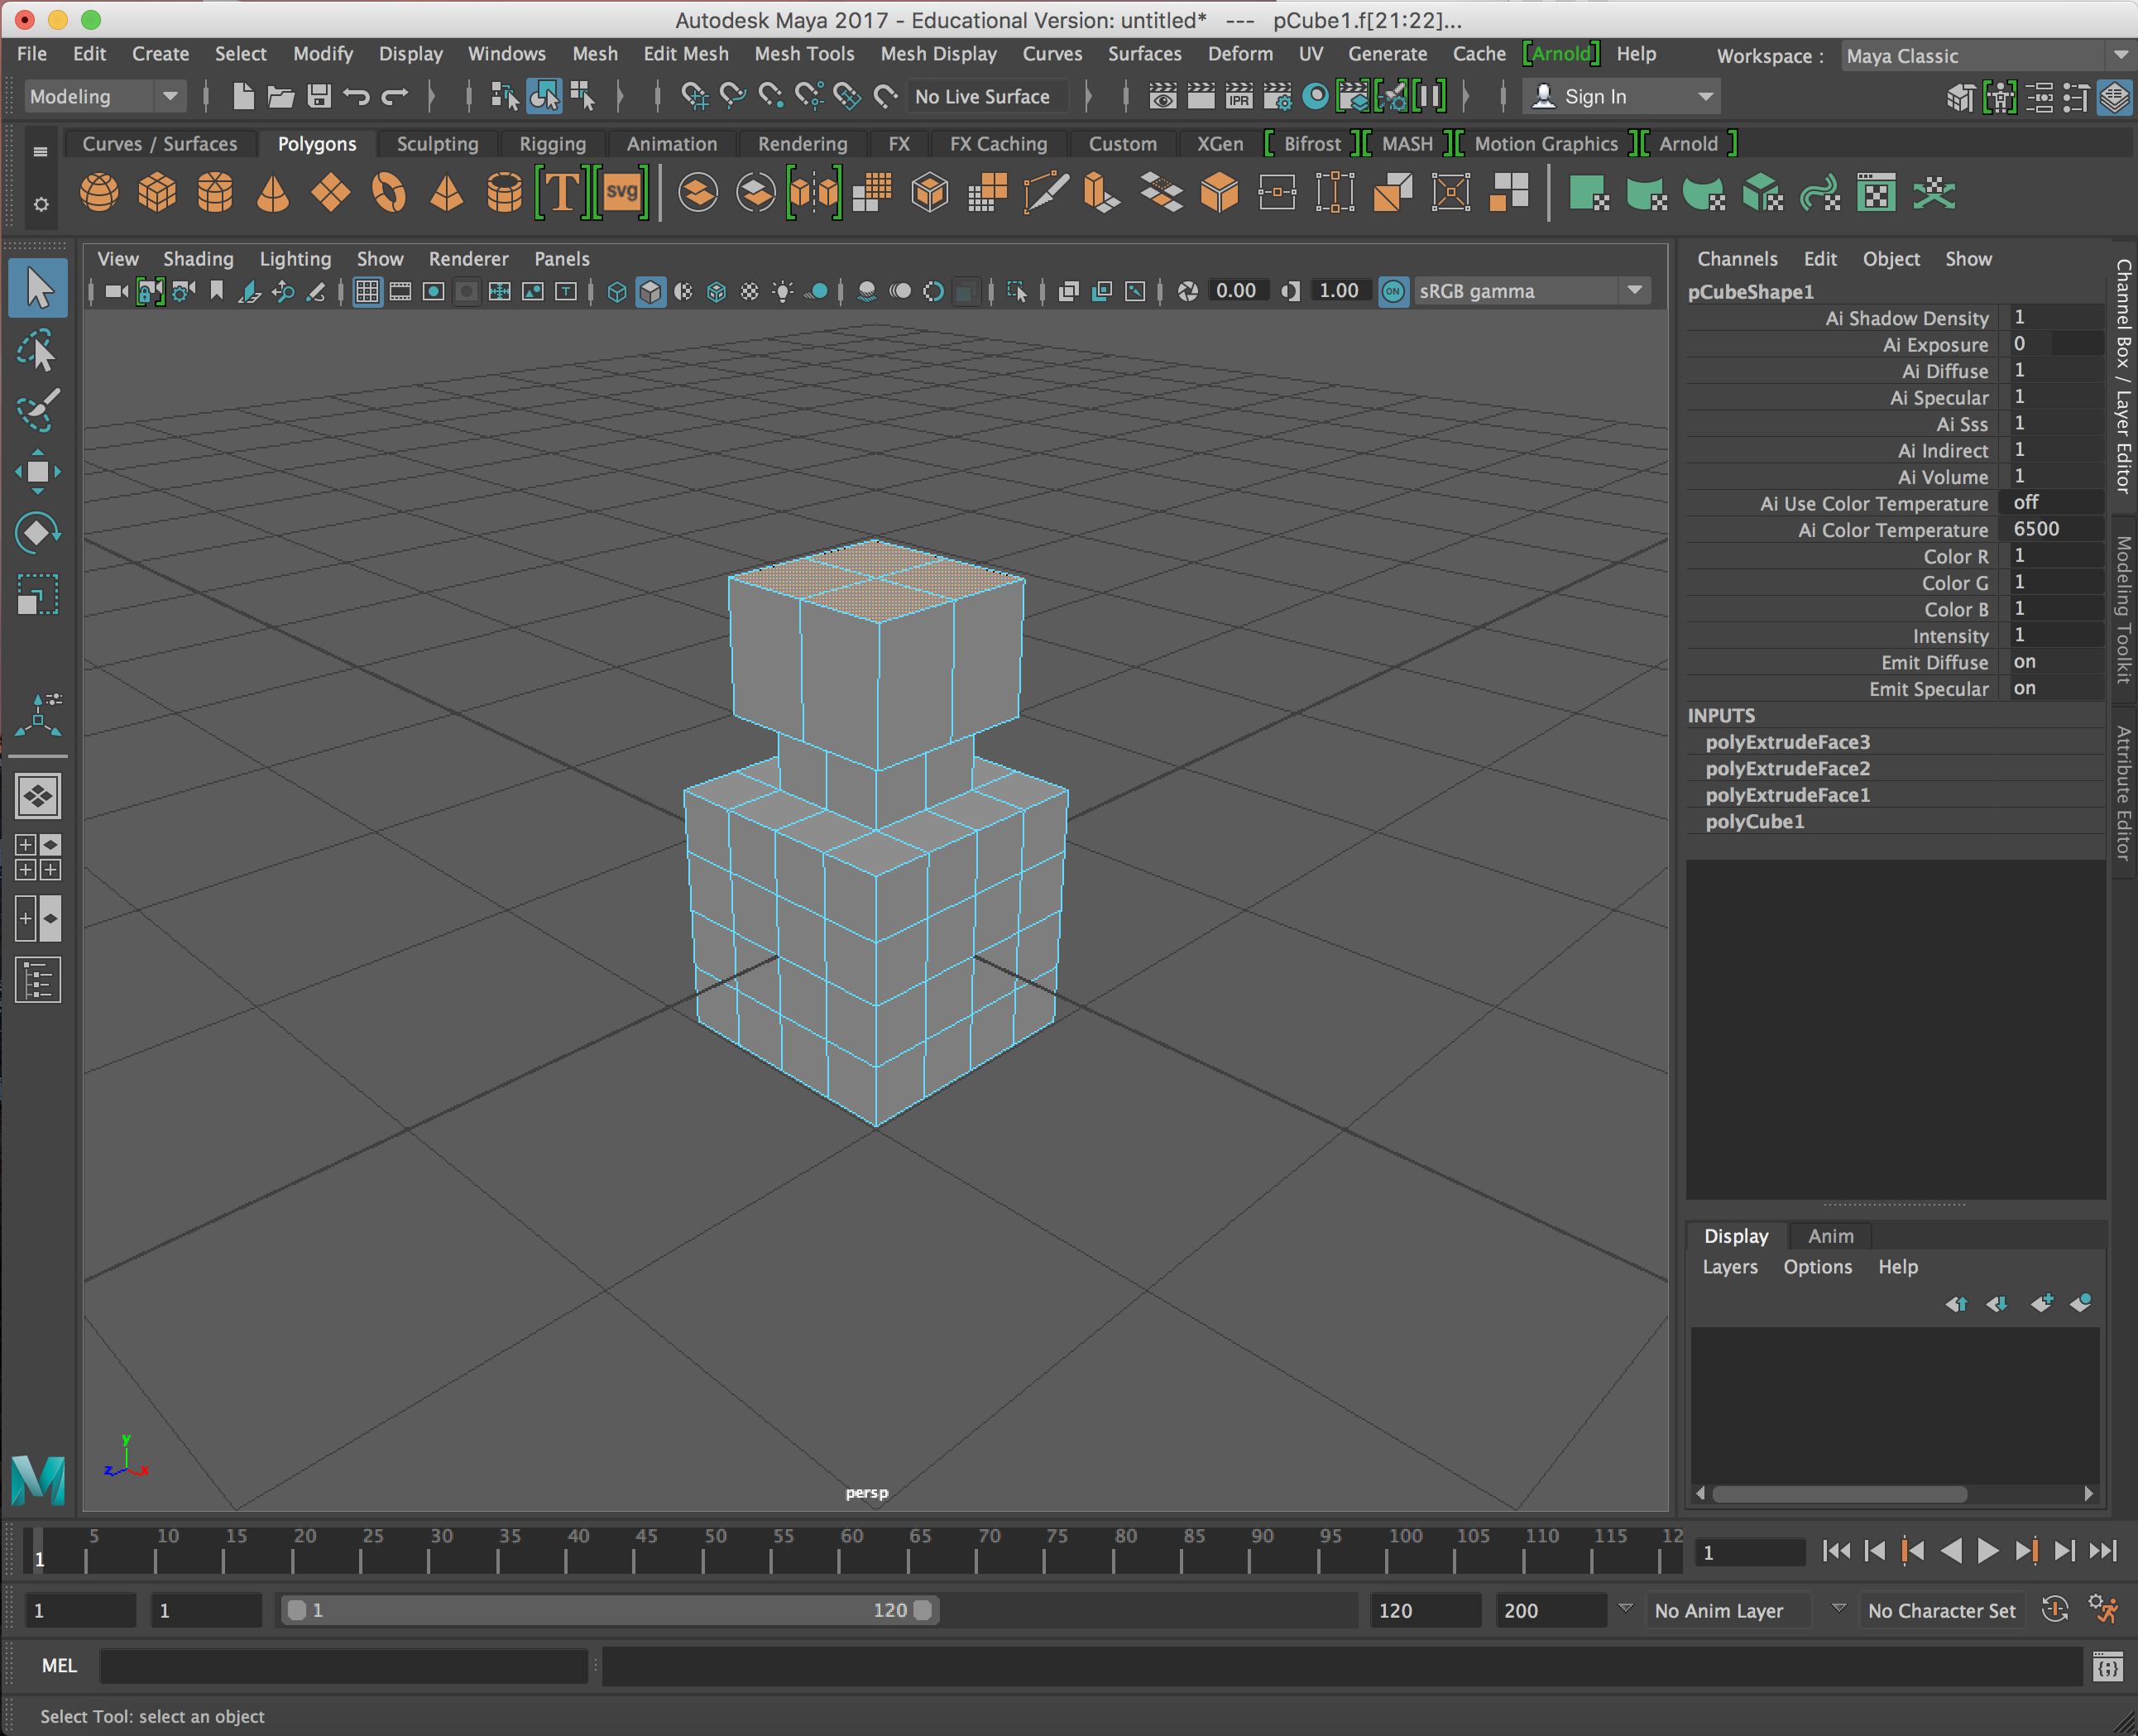 Autodesk Maya 2017 - Educational Version: untitled*   ---   pCube1.f[21:22]...
File Edit Create Select Modify Display Windows Mesh Edit Mesh Mesh Tools Mesh Display Curves Surfaces Deform UV Generate Cache [Arnold] Help Workspace : Maya Classic
Modeling No Live Surface IPR Sign In
Curves / Surfaces Polygons Sculpting Rigging Animation Rendering FX FX Caching Custom XGen [ Bifrost ][ MASH ][ Motion Graphics ][ Arnold ]
T svg
View Shading Lighting Show Renderer Panels
0.00 1.00 ON sRGB gamma
persp
y
z x
Channels Edit Object Show
pCubeShape1
Ai Shadow Density 1
Ai Exposure 0
Ai Diffuse 1
Ai Specular 1
Ai Sss 1
Ai Indirect 1
Ai Volume 1
Ai Use Color Temperature off
Ai Color Temperature 6500
Color R 1
Color G 1
Color B 1
Intensity 1
Emit Diffuse on
Emit Specular on
INPUTS
polyExtrudeFace3
polyExtrudeFace2
polyExtrudeFace1
polyCube1
Channel Box / Layer Editor
Modeling Toolkit
Attribute Editor
Display Anim
Layers Options Help
M
5 10 15 20 25 30 35 40 45 50 55 60 65 70 75 80 85 90 95 100 105 110 115 12
1 1
1 1 1 120 120 200 No Anim Layer No Character Set
MEL
Select Tool: select an object